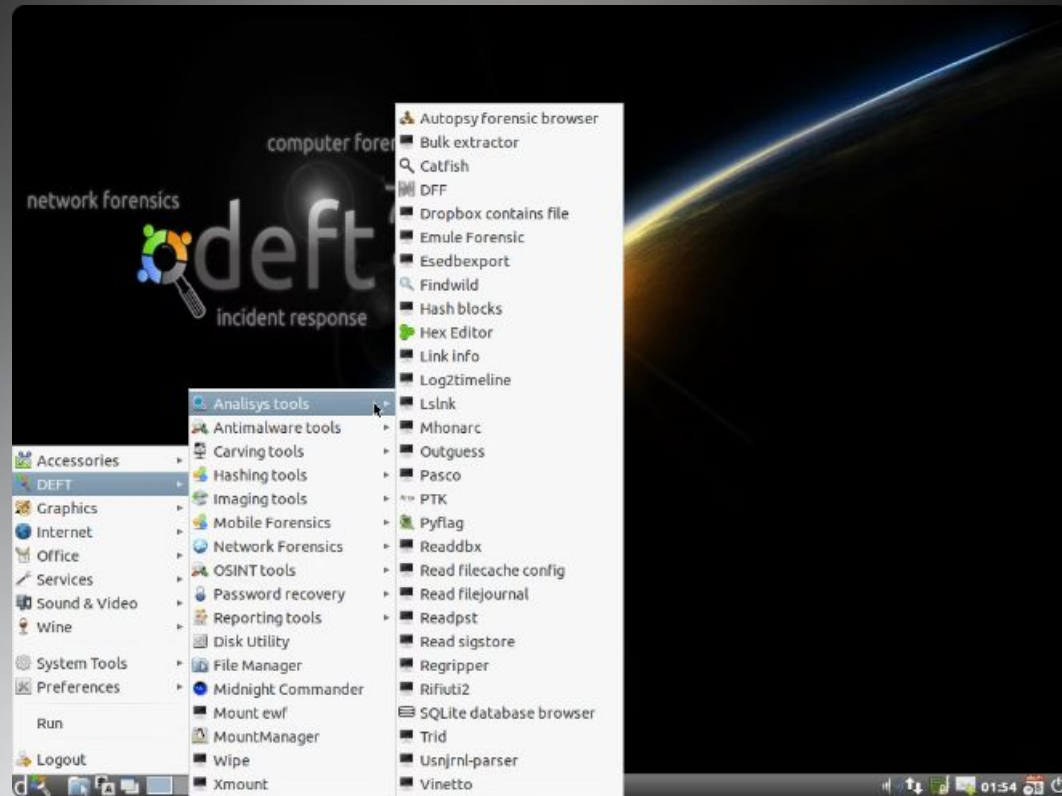 computer foren
network forensics
deft
incident response
Autopsy forensic browser
Bulk extractor
Catfish
DFF
Dropbox contains file
Emule Forensic
Esedbexport
Findwild
Hash blocks
Hex Editor
Link info
Log2timeline
Lslnk
Mhonarc
Outguess
Pasco
PTK
Pyflag
Readdbx
Read filecache config
Read filejournal
Readpst
Read sigstore
Regripper
Rifiuti2
SQLite database browser
Trid
Usnjrnl-parser
Vinetto
Analisys tools
Antimalware tools
Carving tools
Hashing tools
Imaging tools
Mobile Forensics
Network Forensics
OSINT tools
Password recovery
Reporting tools
Disk Utility
File Manager
Midnight Commander
Mount ewf
MountManager
Wipe
Xmount
Accessories
DEFT
Graphics
Internet
Office
Services
Sound & Video
Wine
System Tools
Preferences
Run
Logout
01:54